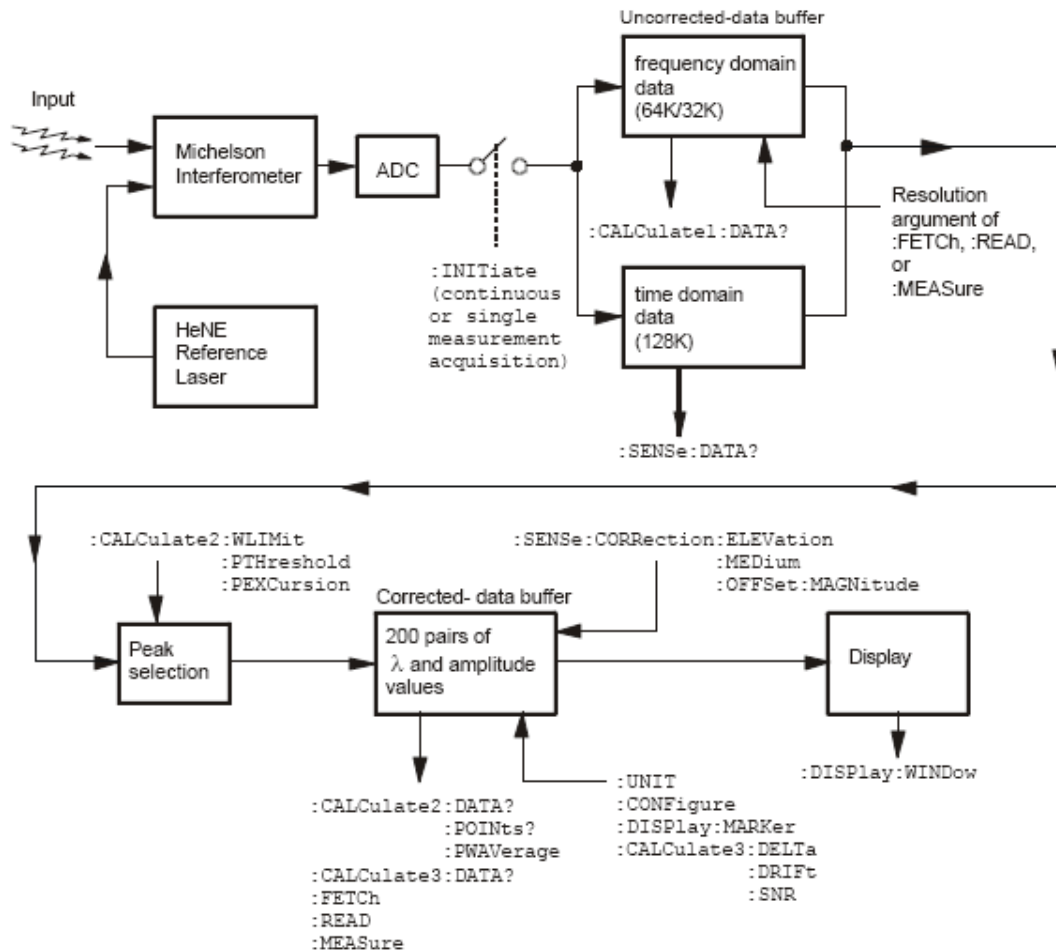 Uncorrected-data buffer
frequency domain
data
(64K/32K)
Input
Michelson
Interferometer
ADC
:CALCulate1:DATA?
Resolution
argument of
:FETCh, :READ,
or
:MEASure
:INITiate
(continuous
or single
measurement
acquisition)
time domain
data
(128K)
HeNE
Reference
Laser
:SENSe:DATA?
:CALCulate2:WLIMit
:PTHreshold
:PEXCursion
:SENSe:CORRection:ELEVation
:MEDium
:OFFSet:MAGNitude
Corrected- data buffer
Peak
selection
200 pairs of
λ and amplitude
values
Display
:DISPlay:WINDow
:CALCulate2:DATA?
:POINts?
:PWAVerage
:CALCulate3:DATA?
:FETCh
:READ
:MEASure
:UNIT
:CONFigure
:DISPlay:MARKer
:CALCulate3:DELTa
:DRIFt
:SNR